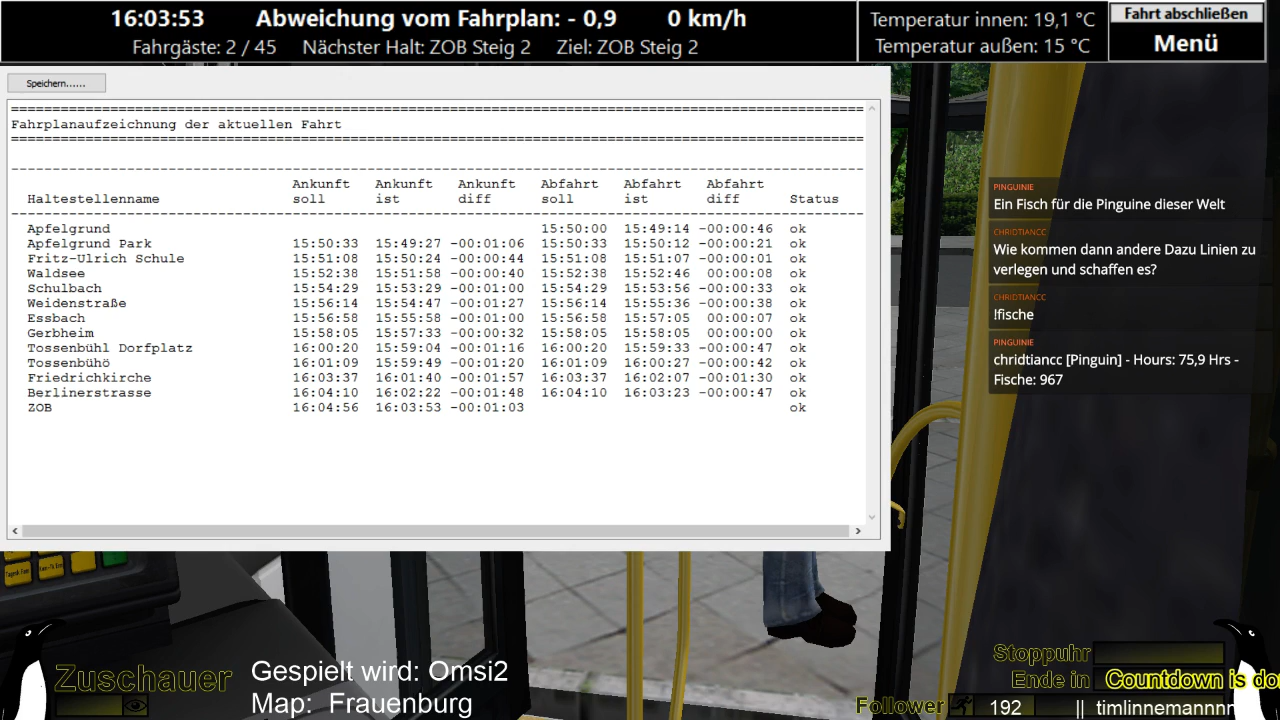 16:03:53 Abweichung vom Fahrplan: - 0,9 0 km/h
Fahrgäste: 2 / 45 Nächster Halt: ZOB Steig 2 Ziel: ZOB Steig 2
Temperatur innen: 19,1 °C
Temperatur außen: 15 °C
Fahrt abschließen
Menü
Speichern......
Fahrplanaufzeichnung der aktuellen Fahrt
Ankunft Ankunft Ankunft Abfahrt Abfahrt Abfahrt
Haltestellenname soll ist diff soll ist diff Status
Apfelgrund 15:50:00 15:49:14 -00:00:46 ok
Apfelgrund Park 15:50:33 15:49:27 -00:01:06 15:50:33 15:50:12 -00:00:21 ok
Fritz-Ulrich Schule 15:51:08 15:50:24 -00:00:44 15:51:08 15:51:07 -00:00:01 ok
Waldsee 15:52:38 15:51:58 -00:00:40 15:52:38 15:52:46 00:00:08 ok
Schulbach 15:54:29 15:53:29 -00:01:00 15:54:29 15:53:56 -00:00:33 ok
Weidenstraße 15:56:14 15:54:47 -00:01:27 15:56:14 15:55:36 -00:00:38 ok
Essbach 15:56:58 15:55:58 -00:01:00 15:56:58 15:57:05 00:00:07 ok
Gerbheim 15:58:05 15:57:33 -00:00:32 15:58:05 15:58:05 00:00:00 ok
Tossenbühl Dorfplatz 16:00:20 15:59:04 -00:01:16 16:00:20 15:59:33 -00:00:47 ok
Tossenbühö 16:01:09 15:59:49 -00:01:20 16:01:09 16:00:27 -00:00:42 ok
Friedrichkirche 16:03:37 16:01:40 -00:01:57 16:03:37 16:02:07 -00:01:30 ok
Berlinerstrasse 16:04:10 16:02:22 -00:01:48 16:04:10 16:03:23 -00:00:47 ok
ZOB 16:04:56 16:03:53 -00:01:03 ok
PINGUINIE
Ein Fisch für die Pinguine dieser Welt
CHRIDTIANCC
Wie kommen dann andere Dazu Linien zu
verlegen und schaffen es?
CHRIDTIANCC
!fische
PINGUINIE
chridtiancc [Pinguin] - Hours: 75,9 Hrs -
Fische: 967
Zuschauer
Gespielt wird: Omsi2
Map: Frauenburg
Stoppuhr
Ende in Countdown is do
Follower 192 || timlinnemannnr